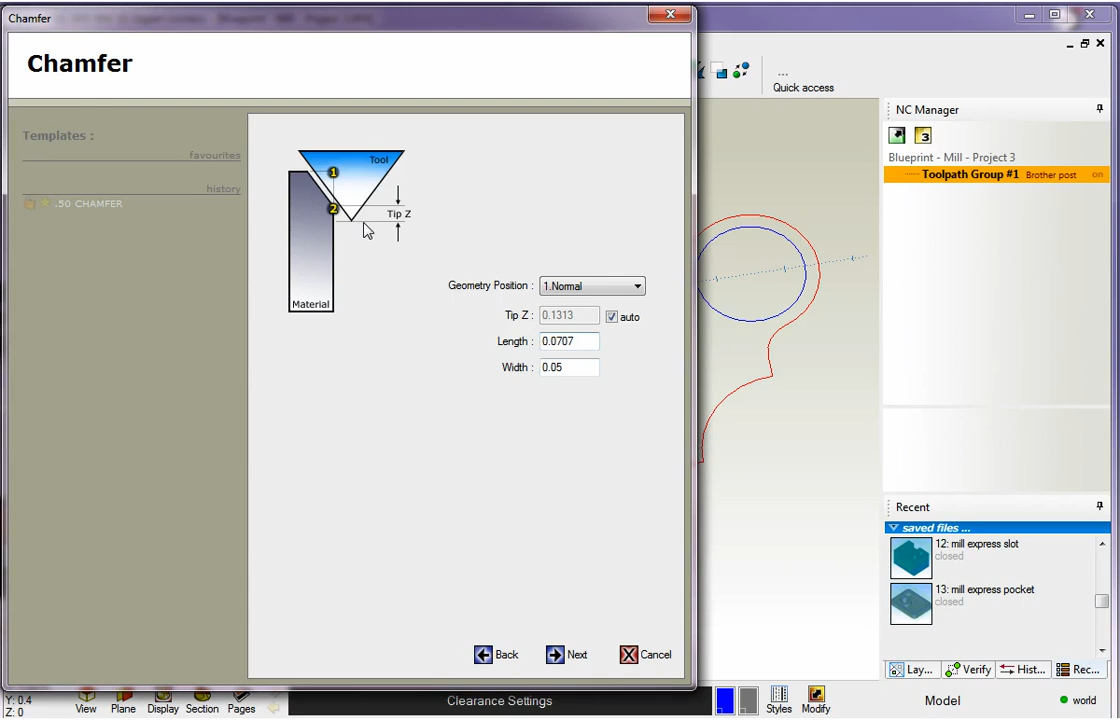 Chamfer
Chamfer
Templates :
favourites
history
.50 CHAMFER
Tool
1
2
Tip Z
Material
Geometry Position : 1.Normal
Tip Z : 0.1313 auto
Length : 0.0707
Width : 0.05
Back Next Cancel
...
Quick access
NC Manager
3
Blueprint - Mill - Project 3
Toolpath Group #1 Brother post on
Recent
saved files ...
12: mill express slot
closed
13: mill express pocket
closed
Lay... Verify Hist... Rec...
Y: 0.4
Z: 0
View Plane Display Section Pages
Clearance Settings
Styles Modify
Model
world